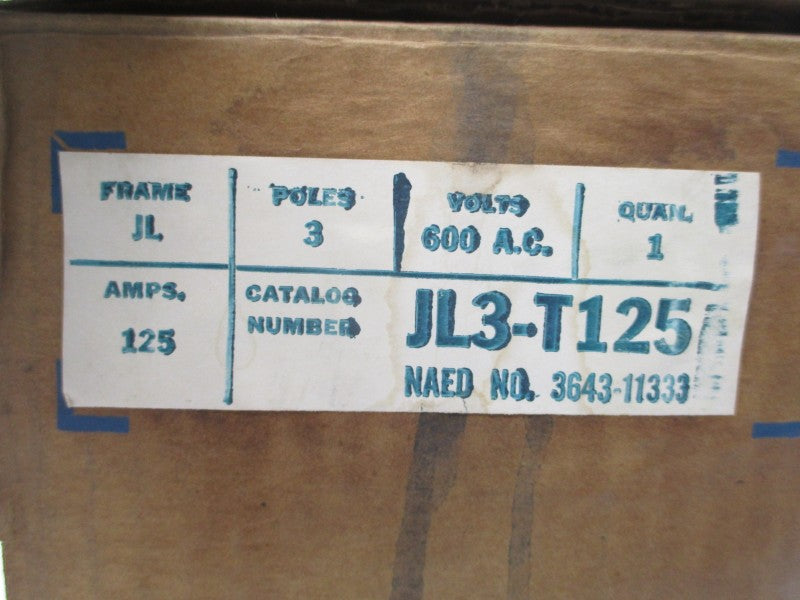 FRAME
JL
POLES
3
VOLTS
600 A.C.
QUAN.
1
AMPS.
125
CATALOG
NUMBER
JL3-T125
NAED NO. 3643-11333